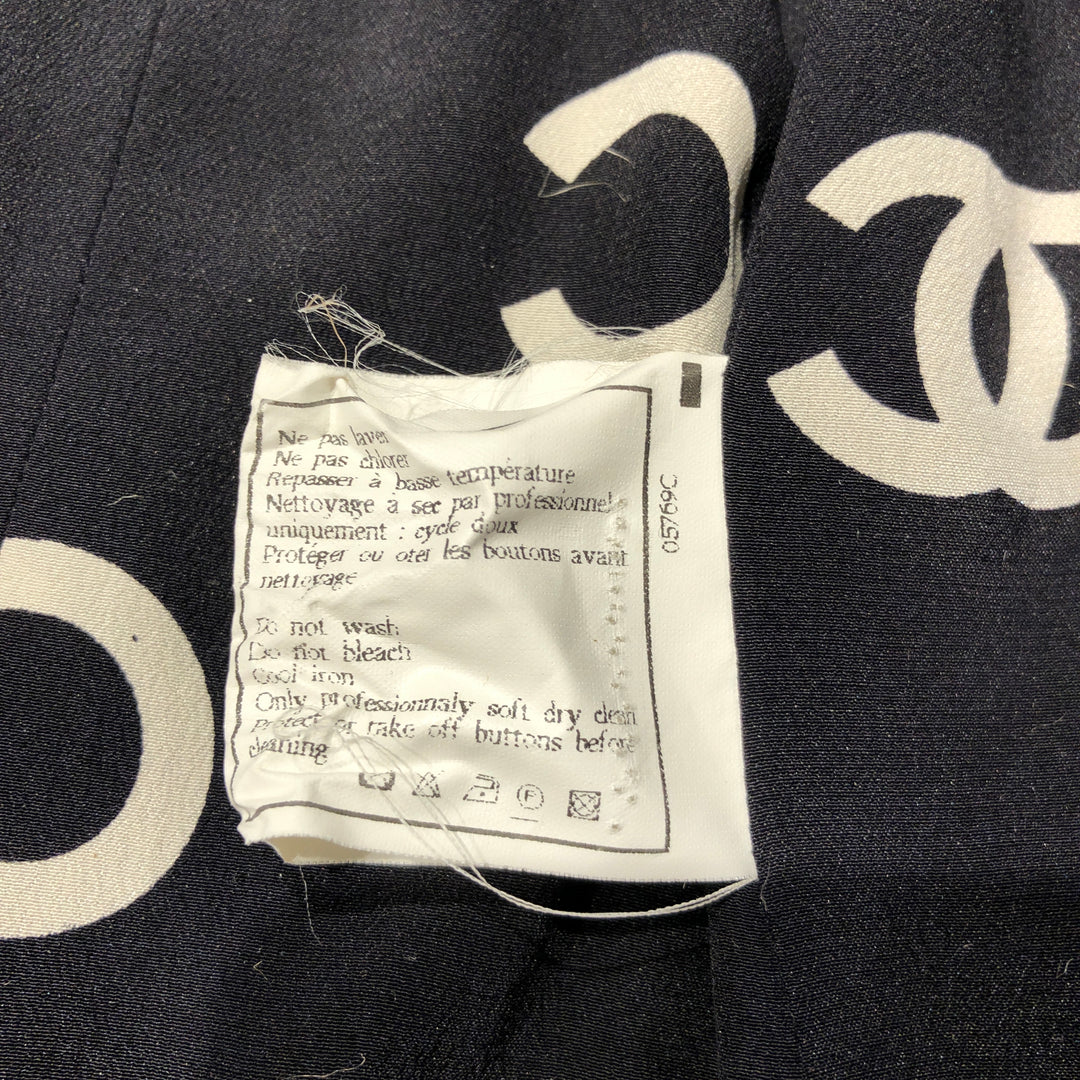 Ne pas laver
Ne pas chlorer
Repasser à basse température
Nettoyage à sec par professionnel
uniquement : cycle doux
Protéger ou oter les boutons avant
nettoyage
Do not wash
Do not bleach
Cool iron
Only professionnaly soft dry clean
protect or take off buttons before
cleaning
F
05769C